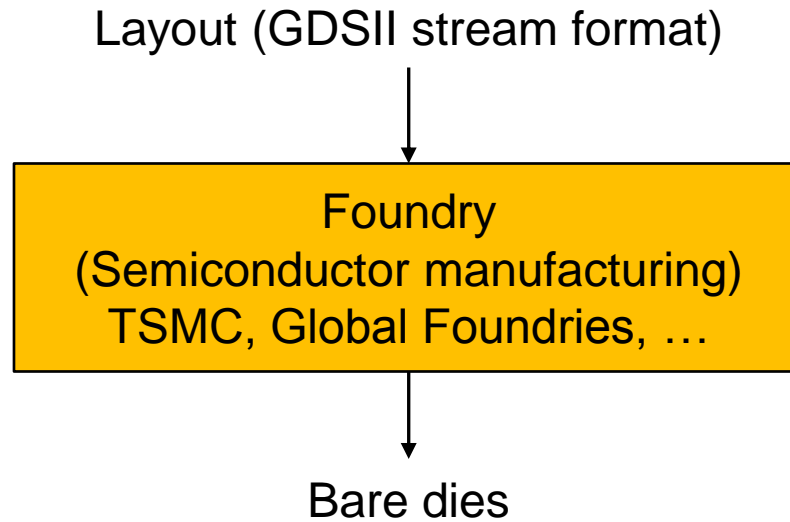 Layout (GDSII stream format)
Foundry
(Semiconductor manufacturing)
TSMC, Global Foundries, …
Bare dies